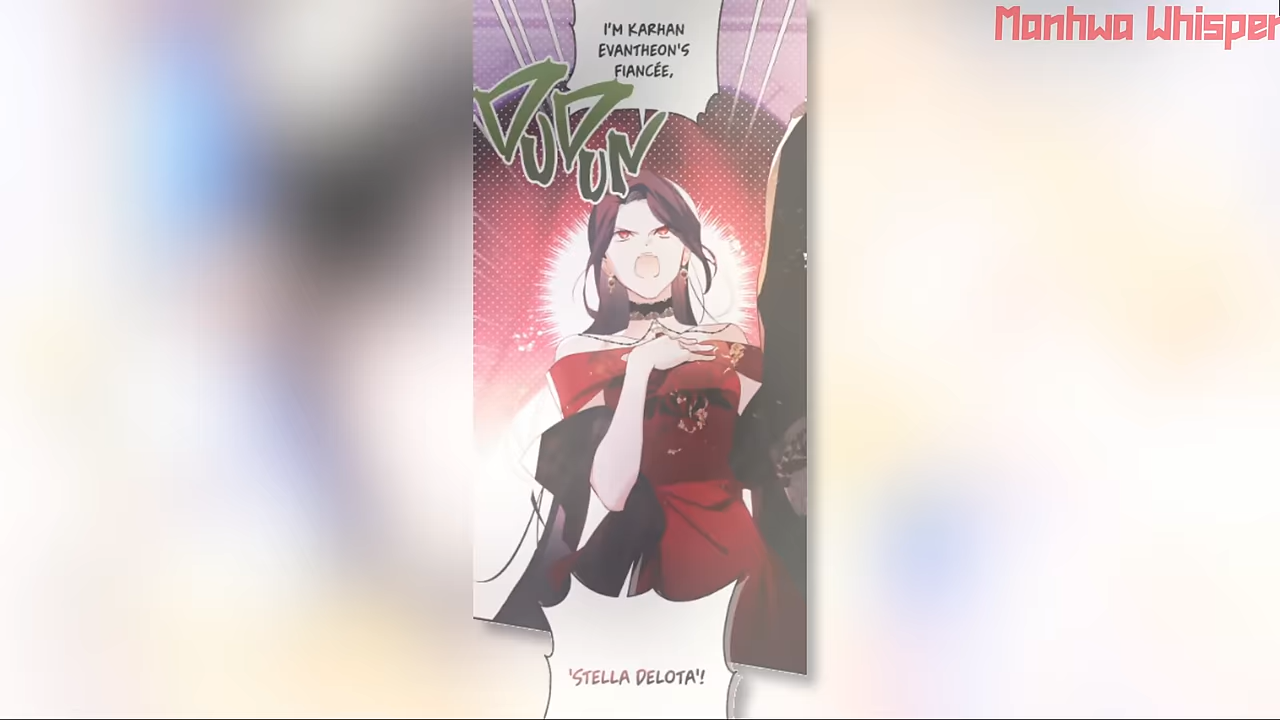 Manhwa Whisper
I'M KARHAN
EVANTHEON'S
FIANCÉE,
DUDUN
'STELLA DELOTA'!